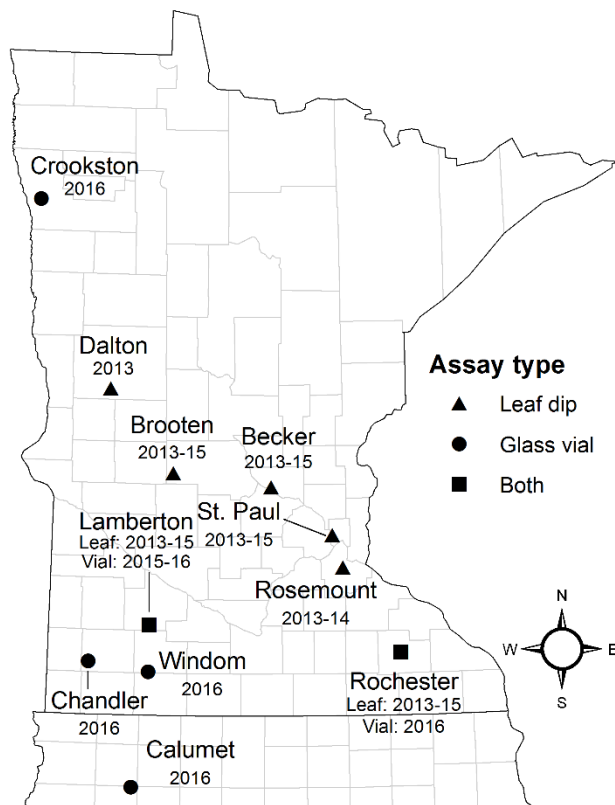 Crookston
2016
Dalton
2013
Brooten
2013-15
Becker
2013-15
Lamberton
Leaf: 2013-15
Vial: 2015-16
St. Paul
2013-15
Rosemount
2013-14
Windom
2016
Chandler
2016
Rochester
Leaf: 2013-15
Vial: 2016
Calumet
2016
Assay type
Leaf dip
Glass vial
Both
N
W
E
S